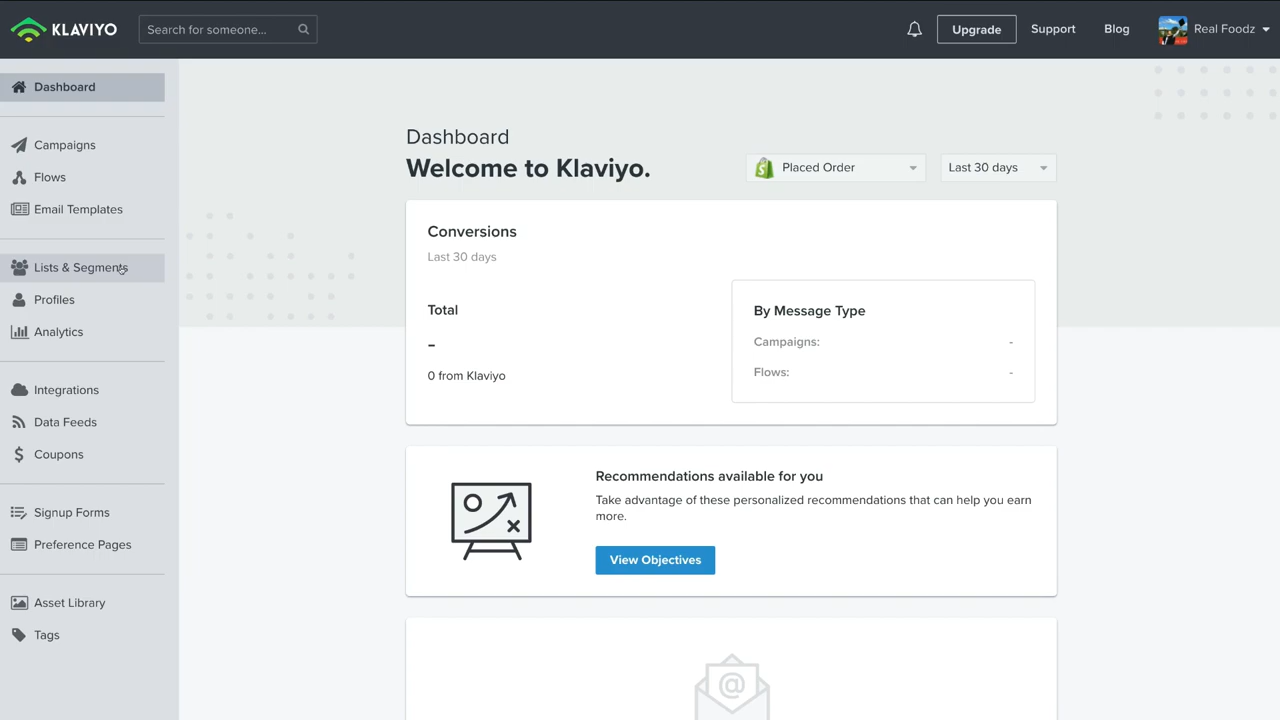 KLAVIYO
Search for someone...
Upgrade
Support
Blog
Real Foodz
Dashboard
Campaigns
Flows
Email Templates
Lists & Segments
Profiles
Analytics
Integrations
Data Feeds
Coupons
Signup Forms
Preference Pages
Asset Library
Tags
Dashboard
Welcome to Klaviyo.
Placed Order
Last 30 days
Conversions
Last 30 days
Total
-
0 from Klaviyo
By Message Type
Campaigns: -
Flows: -
Recommendations available for you
Take advantage of these personalized recommendations that can help you earn
more.
View Objectives